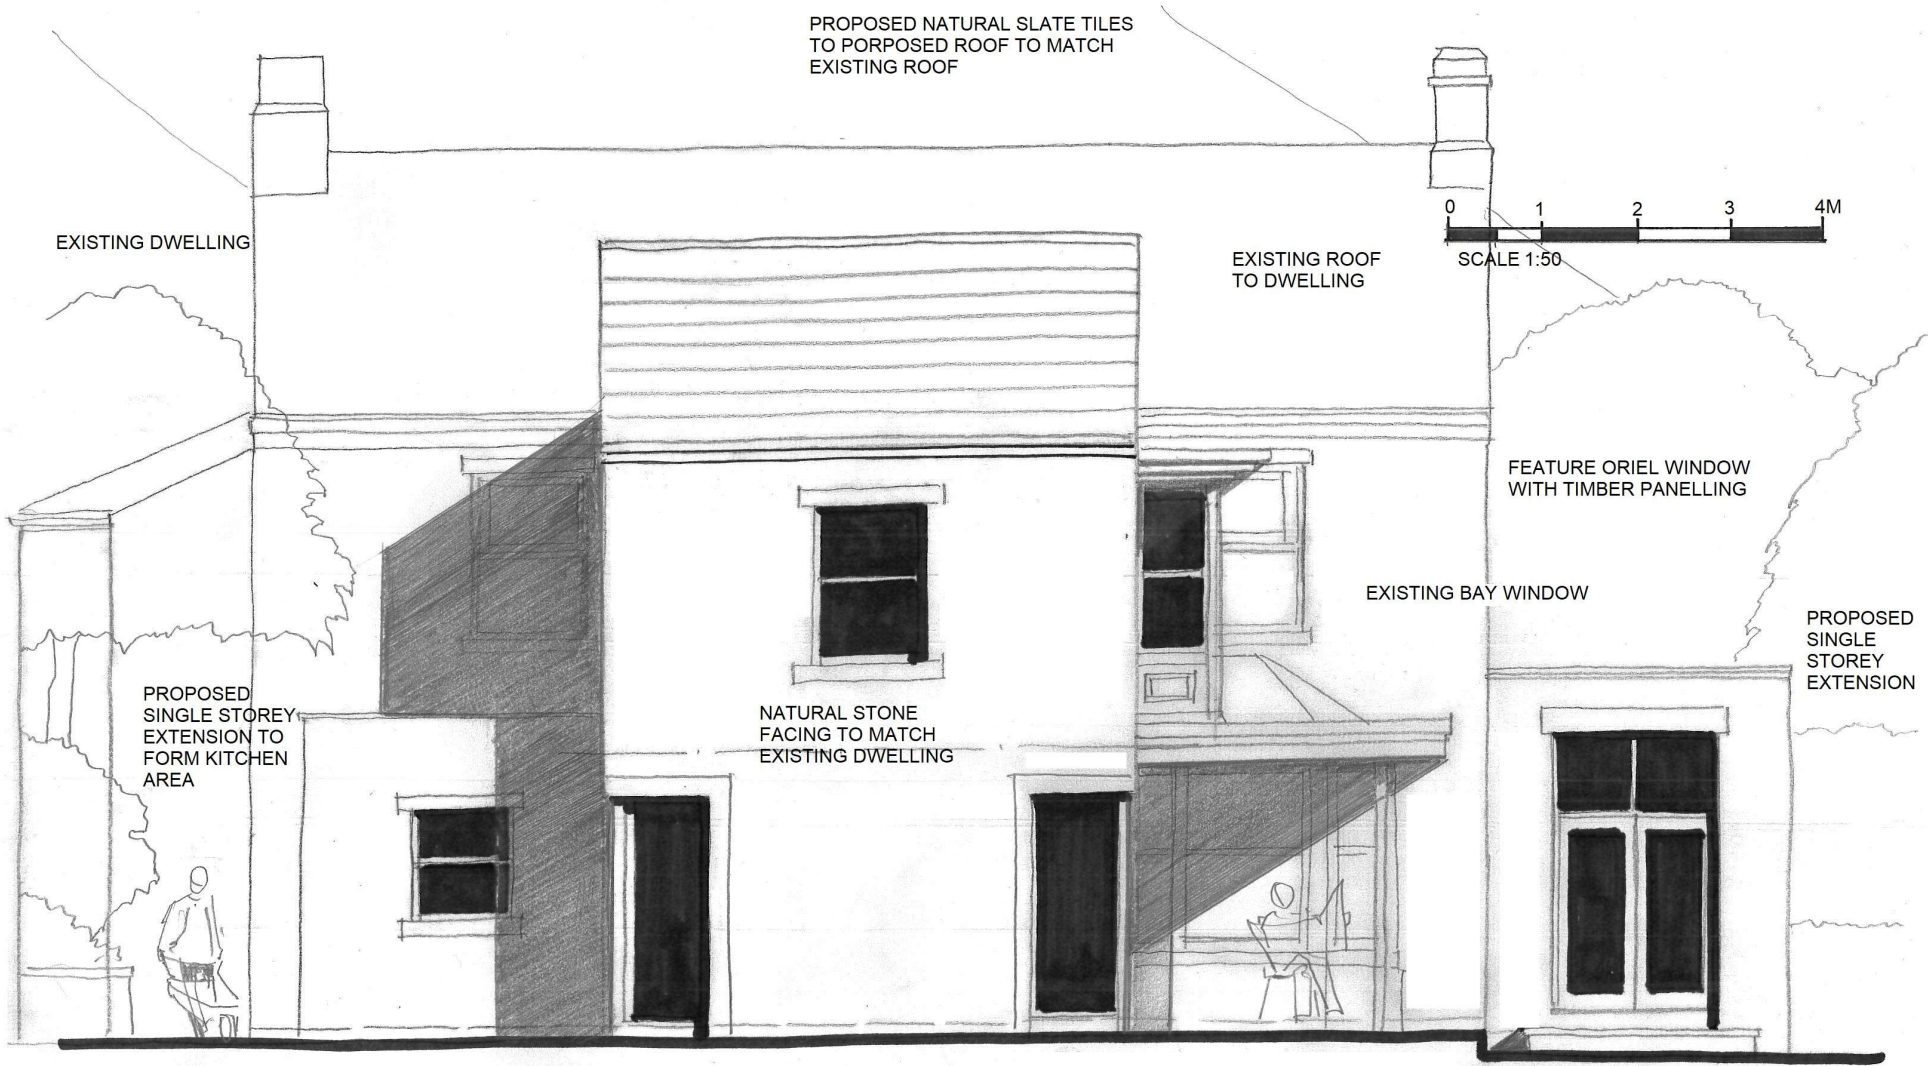 PROPOSED NATURAL SLATE TILES
TO PORPOSED ROOF TO MATCH
EXISTING ROOF
0 1 2 3 4M
SCALE 1:50
EXISTING DWELLING
EXISTING ROOF
TO DWELLING
FEATURE ORIEL WINDOW
WITH TIMBER PANELLING
EXISTING BAY WINDOW
PROPOSED
SINGLE
STOREY
EXTENSION
PROPOSED
SINGLE STOREY
EXTENSION TO
FORM KITCHEN
AREA
NATURAL STONE
FACING TO MATCH
EXISTING DWELLING